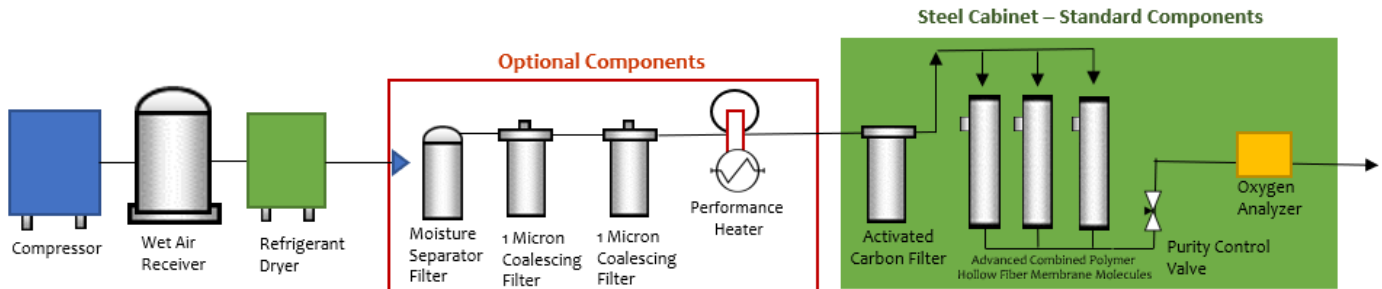 Steel Cabinet – Standard Components
Optional Components
Compressor
Wet Air
Receiver
Refrigerant
Dryer
Moisture
Separator
Filter
1 Micron
Coalescing
Filter
1 Micron
Coalescing
Filter
Performance
Heater
Activated
Carbon Filter
Advanced Combined Polymer
Hollow Fiber Membrane Molecules
Purity Control
Valve
Oxygen
Analyzer